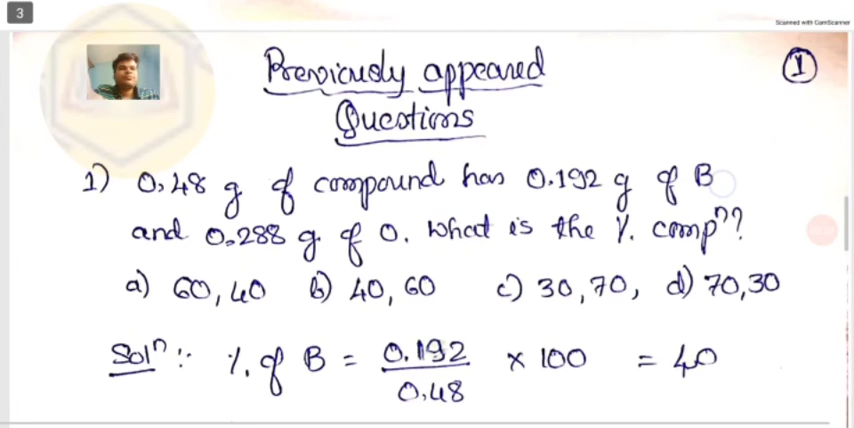 3
Scanned with CamScanner
Previously appeared
Questions
1
1) 0.48 g of compound has 0.192 g of B
and 0.288 g of O. What is the %. compⁿ?
a) 60, 40 b) 40, 60 c) 30, 70, d) 70, 30
Solⁿ:- %. of B = 0.192/0.48 × 100 = 40